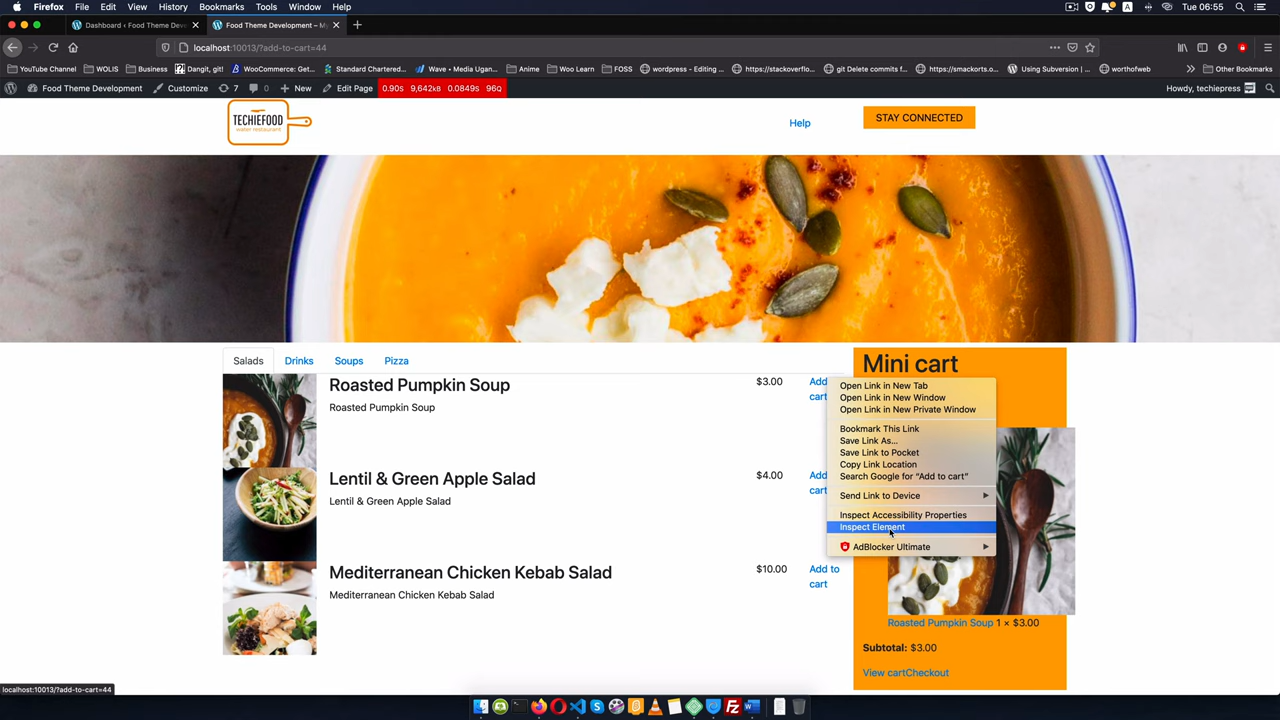 Firefox File Edit View History Bookmarks Tools Window Help A Tue 06:55
Dashboard ‹ Food Theme Develo × Food Theme Development – My ×
localhost:10013/?add-to-cart=44
YouTube Channel WOLIS Business Dangit, git! WooCommerce: Get... Standard Chartered... Wave • Media Ugan... Anime Woo Learn FOSS wordpress - Editing ... https://stackoverflo... git Delete commits f... https://smackorts.o... Using Subversion |... worthofweb Other Bookmarks
Food Theme Development Customize 7 0 New Edit Page 0.90S 9,642KB 0.0849S 96Q Howdy, techiepress
TECHIEFOOD
Help
STAY CONNECTED
Salads Drinks Soups Pizza
Mini cart
Roasted Pumpkin Soup
$3.00
Add
cart
Roasted Pumpkin Soup
Lentil & Green Apple Salad
$4.00
Add
cart
Lentil & Green Apple Salad
Mediterranean Chicken Kebab Salad
$10.00
Add to
cart
Mediterranean Chicken Kebab Salad
Open Link in New Tab
Open Link in New Window
Open Link in New Private Window
Bookmark This Link
Save Link As...
Save Link to Pocket
Copy Link Location
Search Google for "Add to cart"
Send Link to Device
Inspect Accessibility Properties
Inspect Element
AdBlocker Ultimate
Roasted Pumpkin Soup 1 × $3.00
Subtotal: $3.00
View cartCheckout
localhost:10013/?add-to-cart=44